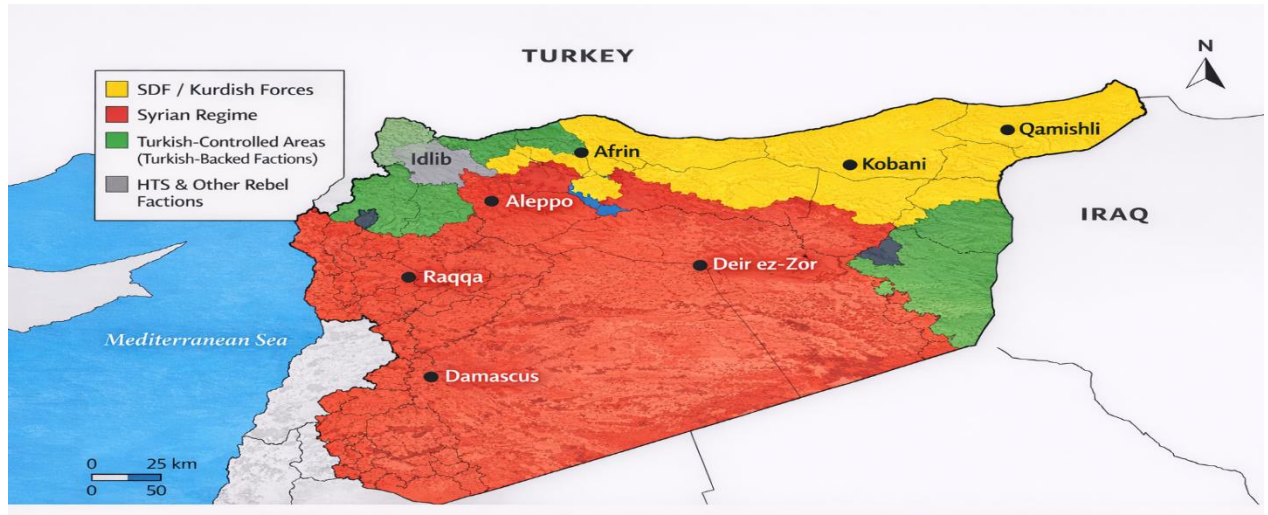 TURKEY
N
SDF / Kurdish Forces
Syrian Regime
Turkish-Controlled Areas
(Turkish-Backed Factions)
HTS & Other Rebel
Factions
Idlib
Afrin
Qamishli
Kobani
Aleppo
IRAQ
Raqqa
Deir ez-Zor
Mediterranean Sea
Damascus
0 25 km
0 50